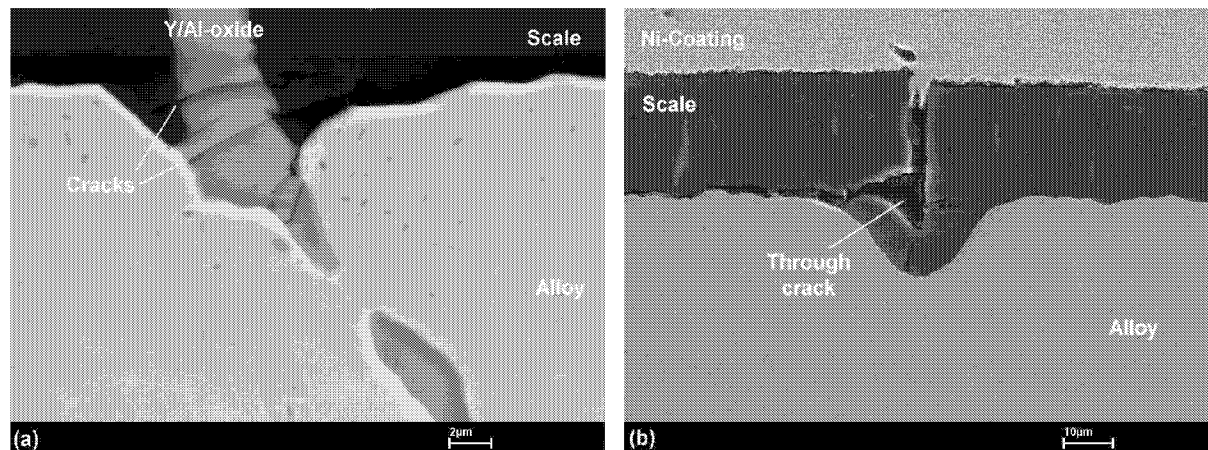 Y/Al-oxide
Scale
Cracks
Alloy
(a)
2µm
Ni-Coating
Scale
Through
crack
Alloy
(b)
10µm